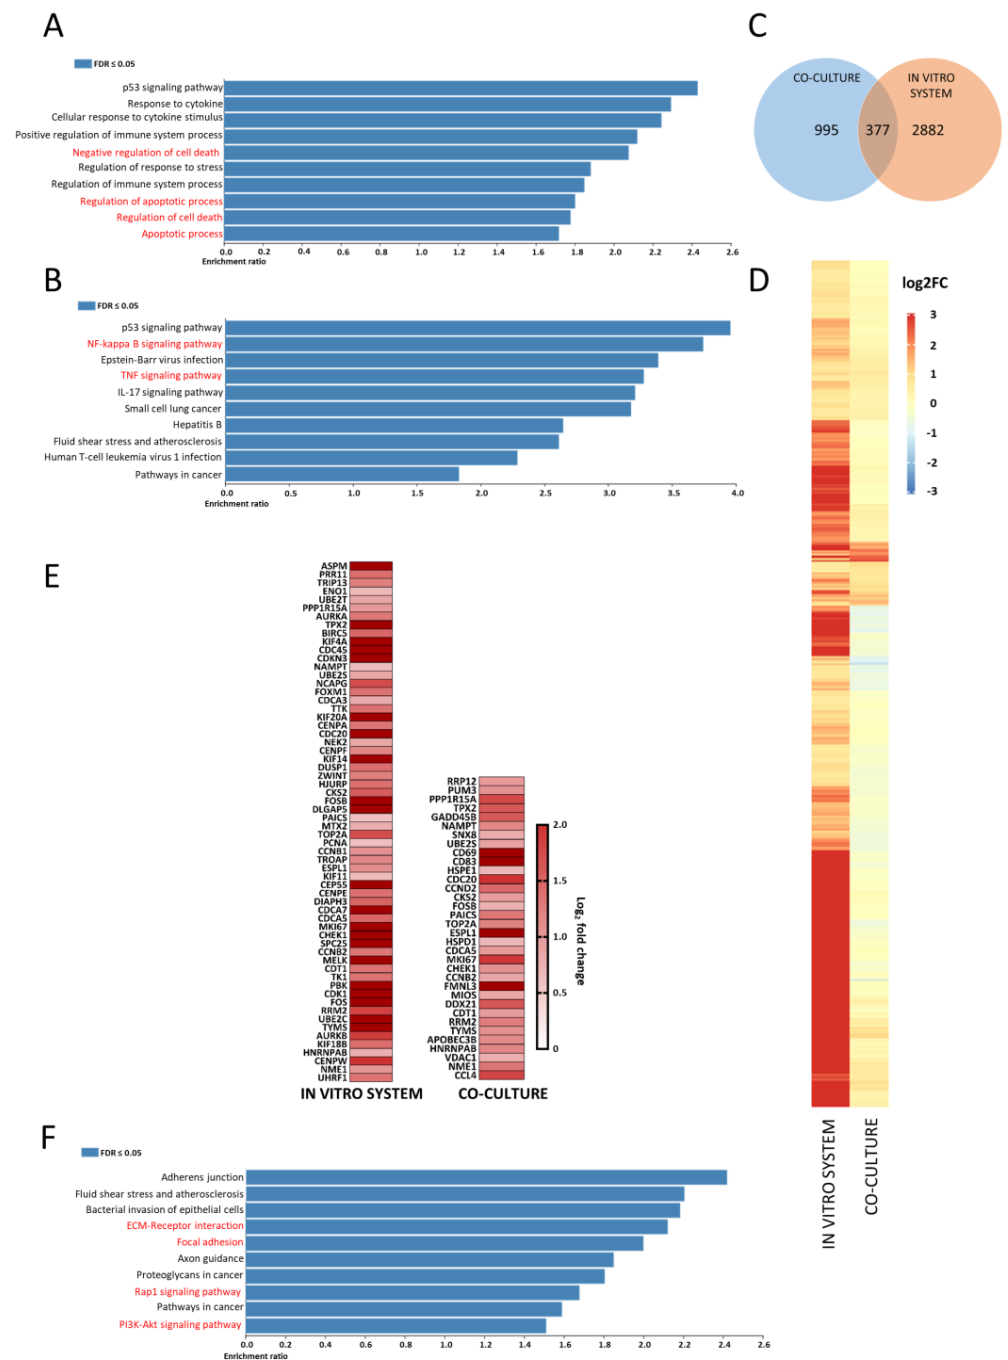 A
FDR ≤ 0.05
p53 signaling pathway
Response to cytokine
Cellular response to cytokine stimulus
Positive regulation of immune system process
Negative regulation of cell death
Regulation of response to stress
Regulation of immune system process
Regulation of apoptotic process
Regulation of cell death
Apoptotic process
0.0 0.2 0.4 0.6 0.8 1.0 1.2 1.4 1.6 1.8 2.0 2.2 2.4 2.6
Enrichment ratio
B
FDR ≤ 0.05
p53 signaling pathway
NF-kappa B signaling pathway
Epstein-Barr virus infection
TNF signaling pathway
IL-17 signaling pathway
Small cell lung cancer
Hepatitis B
Fluid shear stress and atherosclerosis
Human T-cell leukemia virus 1 infection
Pathways in cancer
0.0 0.5 1.0 1.5 2.0 2.5 3.0 3.5 4.0
Enrichment ratio
C
CO-CULTURE
IN VITRO
SYSTEM
995 377 2882
D
log2FC
3
2
1
0
-1
-2
-3
IN VITRO SYSTEM
CO-CULTURE
E
ASPM
PRR11
TRIP13
ENO1
UBE2T
PPP1R15A
AURKA
TPX2
BIRC5
KIF4A
CDC45
CDKN3
NAMPT
UBE2S
NCAPG
FOXM1
CDCA3
TTK
KIF20A
CENPA
CDC20
NEK2
CENPF
KIF14
DUSP1
ZWINT
HJURP
CKS2
FOSB
DLGAP5
PAICS
MTX2
TOP2A
PCNA
CCNB1
TROAP
ESPL1
KIF11
CEP55
CENPE
DIAPH3
CDCA7
CDCA5
MKI67
CHEK1
SPC25
CCNB2
MELK
CDT1
TK1
PBK
CDK1
FOS
RRM2
UBE2C
TYMS
AURKB
KIF18B
HNRNPAB
CENPW
NME1
UHRF1
IN VITRO SYSTEM
RRP12
PUM3
PPP1R15A
TPX2
GADD45B
NAMPT
SNX8
UBE2S
CD69
CD83
HSPE1
CDC20
CCND2
CKS2
FOSB
PAICS
TOP2A
ESPL1
HSPD1
CDCA5
MKI67
CHEK1
CCNB2
FMNL3
MIOS
DDX21
CDT1
RRM2
TYMS
APOBEC3B
HNRNPAB
VDAC1
NME1
CCL4
CO-CULTURE
2.0
1.5
1.0
0.5
0
Log2 fold change
F
FDR ≤ 0.05
Adherens junction
Fluid shear stress and atherosclerosis
Bacterial invasion of epithelial cells
ECM-Receptor interaction
Focal adhesion
Axon guidance
Proteoglycans in cancer
Rap1 signaling pathway
Pathways in cancer
PI3K-Akt signaling pathway
0.0 0.2 0.4 0.6 0.8 1.0 1.2 1.4 1.6 1.8 2.0 2.2 2.4 2.6
Enrichment ratio